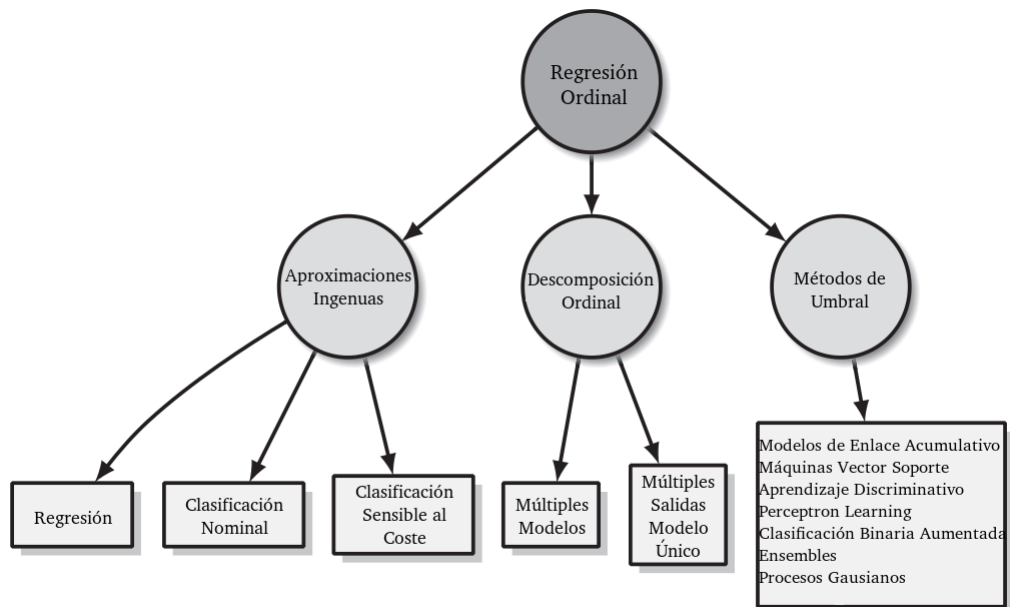 Regresión
Ordinal
Aproximaciones
Ingenuas
Descomposición
Ordinal
Métodos de
Umbral
Regresión
Clasificación
Nominal
Clasificación
Sensible al
Coste
Múltiples
Modelos
Múltiples
Salidas
Modelo
Único
Modelos de Enlace Acumulativo
Máquinas Vector Soporte
Aprendizaje Discriminativo
Perceptron Learning
Clasificación Binaria Aumentada
Ensembles
Procesos Gausianos